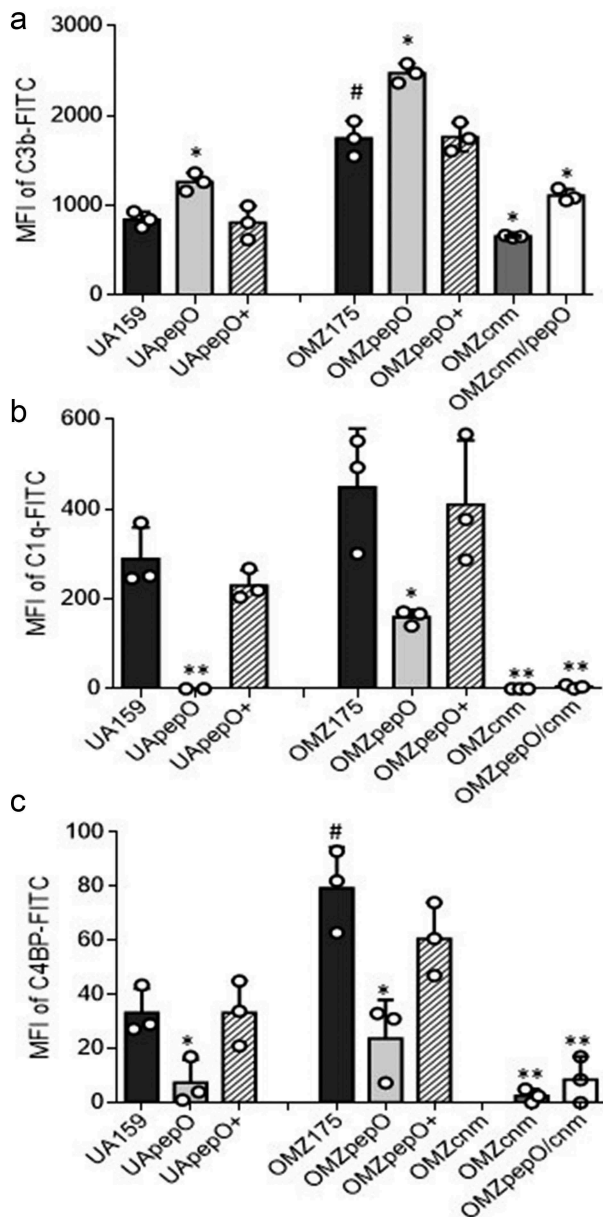 a
MFI of C3b-FITC
3000
2000
1000
0
*
#
*
*
*
UA159
UApepO
UApepO+
OMZ175
OMZpepO
OMZpepO+
OMZcnm
OMZcnm/pepO
b
MFI of C1q-FITC
600
400
200
0
**
*
**
**
UA159
UApepO
UApepO+
OMZ175
OMZpepO
OMZpepO+
OMZcnm
OMZpepO/cnm
c
MFI of C4BP-FITC
100
80
60
40
20
0
*
#
*
**
**
UA159
UApepO
UApepO+
OMZ175
OMZpepO
OMZpepO+
OMZcnm
OMZcnm
OMZpepO/cnm